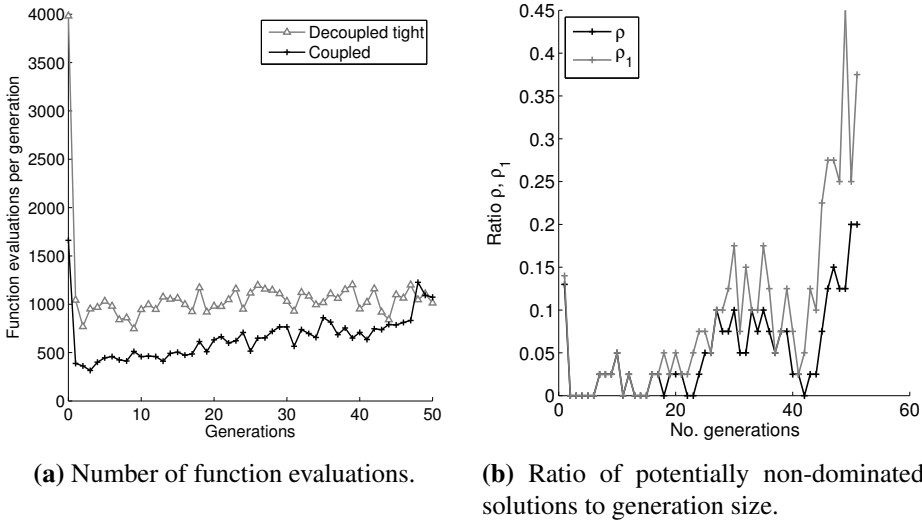 4000
3500
3000
2500
2000
1500
1000
500
0
Function evaluations per generation
Decoupled tight
Coupled
0 10 20 30 40 50
Generations
0.45
0.4
0.35
0.3
0.25
0.2
0.15
0.1
0.05
0
Ratio ρ, ρ₁
ρ
ρ₁
0 20 40 60
No. generations
(a) Number of function evaluations.
(b) Ratio of potentially non-dominated
solutions to generation size.